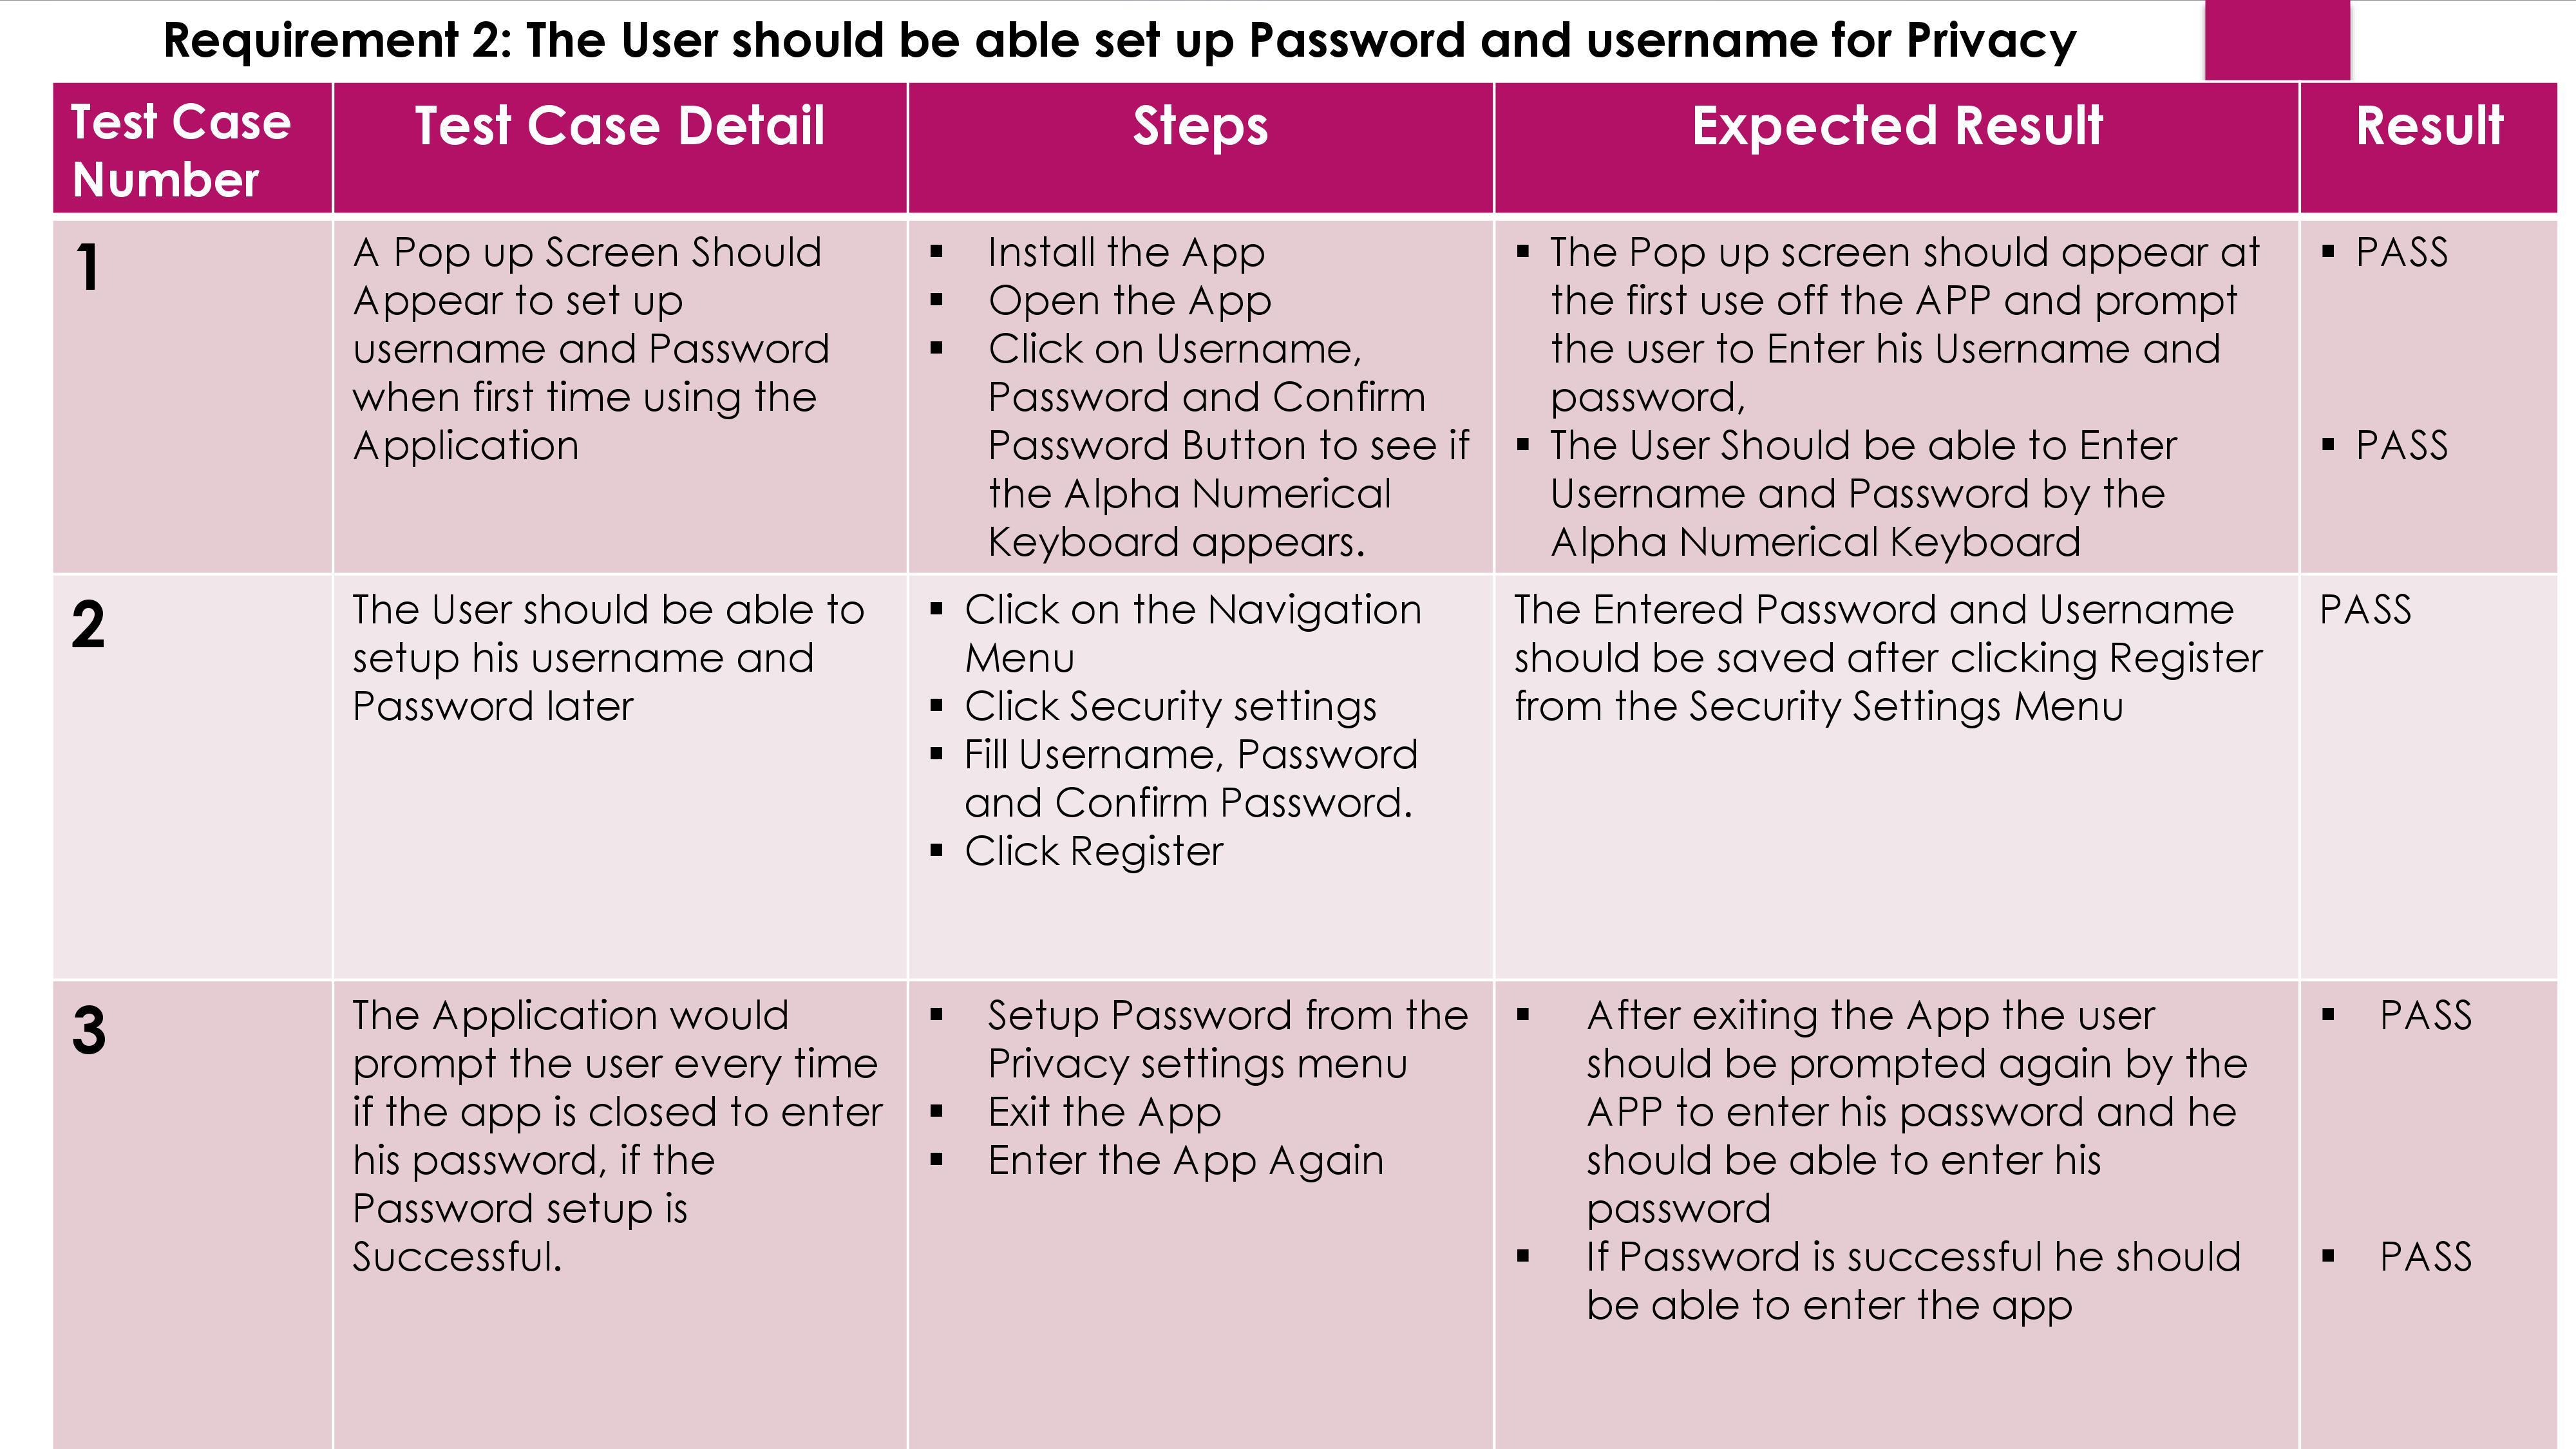 Requirement 2: The User should be able set up Password and username for Privacy
Test Case
Number
Test Case Detail
Steps
Expected Result
Result
1
A Pop up Screen Should
Appear to set up
username and Password
when first time using the
Application
▪ Install the App
▪ Open the App
▪ Click on Username,
Password and Confirm
Password Button to see if
the Alpha Numerical
Keyboard appears.
▪ The Pop up screen should appear at
the first use off the APP and prompt
the user to Enter his Username and
password,
▪ The User Should be able to Enter
Username and Password by the
Alpha Numerical Keyboard
▪ PASS
▪ PASS
2
The User should be able to
setup his username and
Password later
▪ Click on the Navigation
Menu
▪ Click Security settings
▪ Fill Username, Password
and Confirm Password.
▪ Click Register
The Entered Password and Username
should be saved after clicking Register
from the Security Settings Menu
PASS
3
The Application would
prompt the user every time
if the app is closed to enter
his password, if the
Password setup is
Successful.
▪ Setup Password from the
Privacy settings menu
▪ Exit the App
▪ Enter the App Again
▪ After exiting the App the user
should be prompted again by the
APP to enter his password and he
should be able to enter his
password
▪ If Password is successful he should
be able to enter the app
▪ PASS
▪ PASS